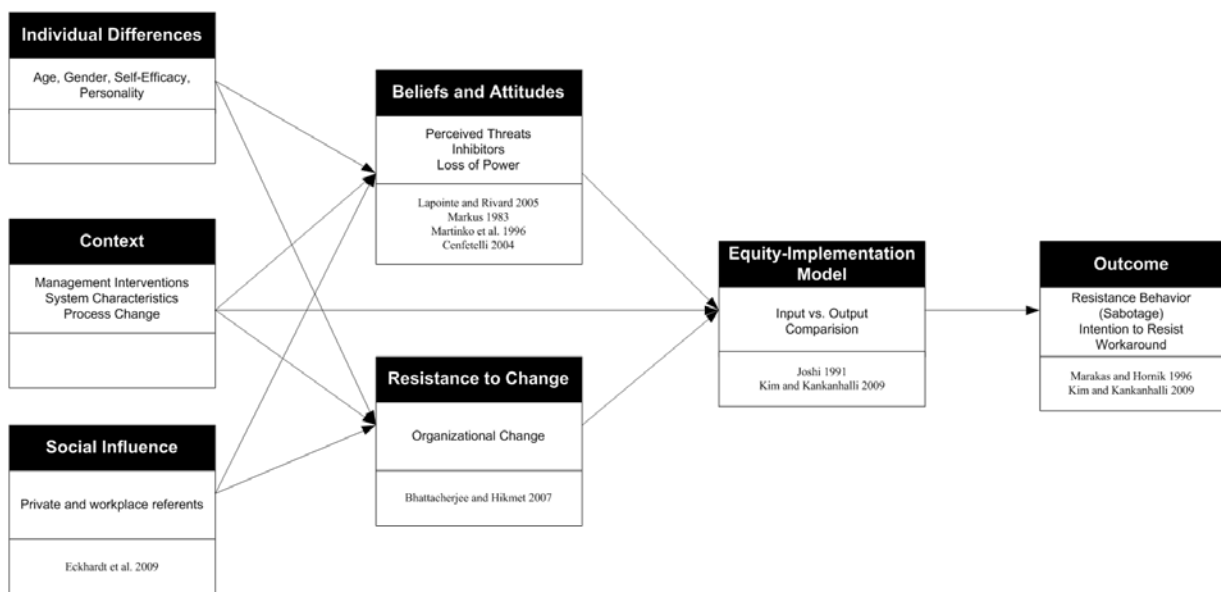 Individual Differences
Age, Gender, Self-Efficacy,
Personality
Context
Management Interventions
System Characteristics
Process Change
Social Influence
Private and workplace referents
Eckhardt et al. 2009
Beliefs and Attitudes
Perceived Threats
Inhibitors
Loss of Power
Lapointe and Rivard 2005
Markus 1983
Martinko et al. 1996
Cenfetelli 2004
Resistance to Change
Organizational Change
Bhattacherjee and Hikmet 2007
Equity-Implementation
Model
Input vs. Output
Comparision
Joshi 1991
Kim and Kankanhalli 2009
Outcome
Resistance Behavior
(Sabotage)
Intention to Resist
Workaround
Marakas and Hornik 1996
Kim and Kankanhalli 2009